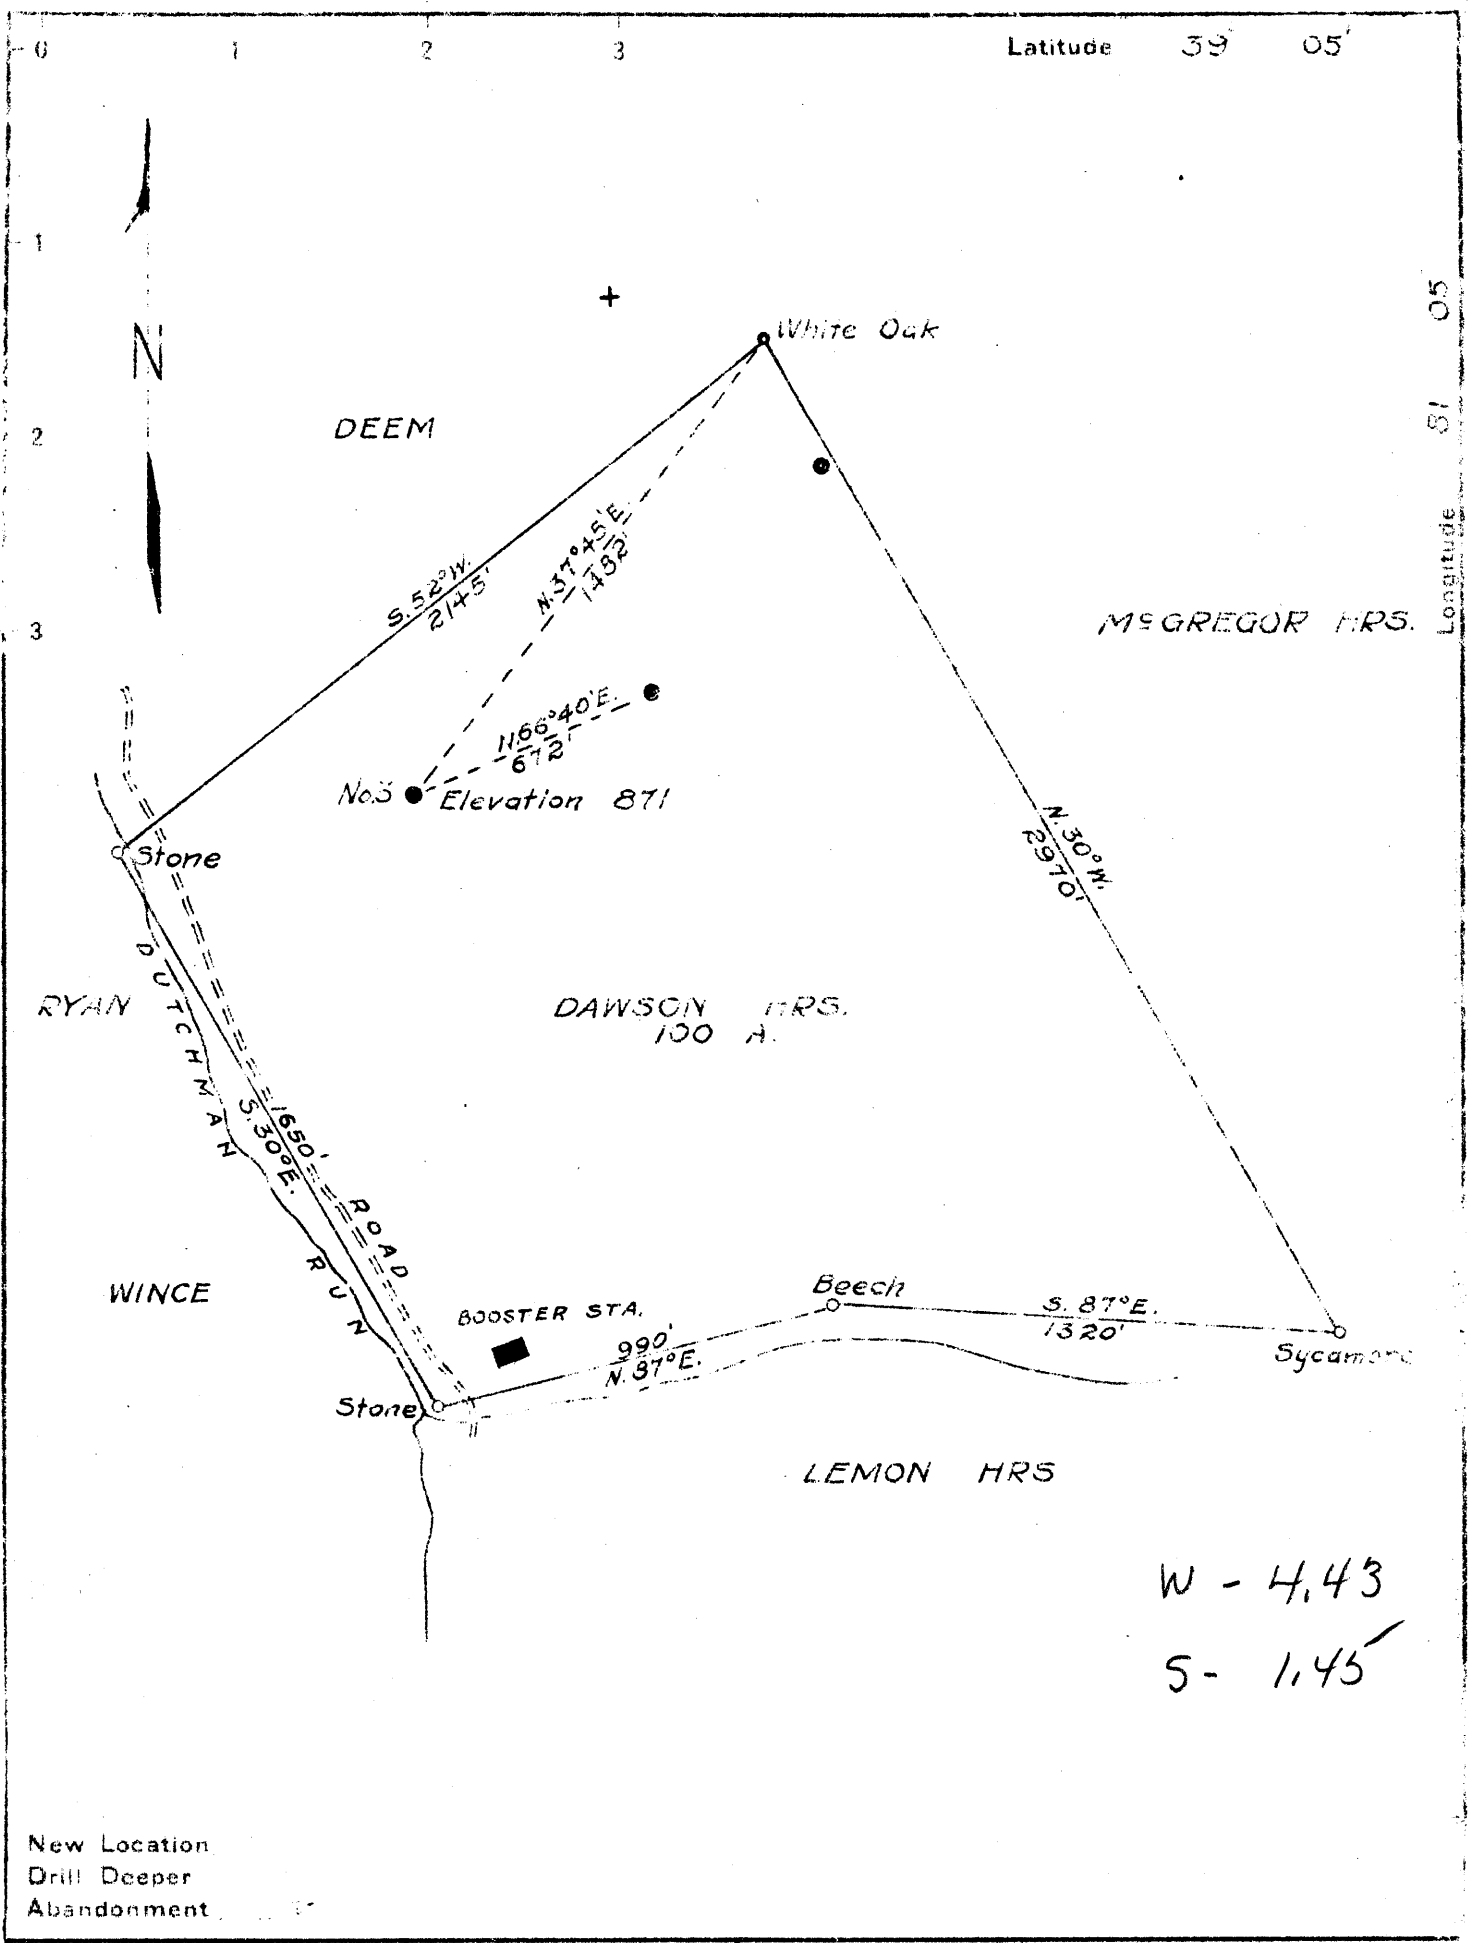 0 1 2 3 Latitude 39° 05'
1
N
2
3
Longitude 81 05
+
White Oak
DEEM
S. 52° W.
2145'
N. 37° 45' E.
1482'
McGREGOR HRS.
N. 66° 40' E.
672'
No. 3
Elevation 871
N. 30° W.
2970'
Stone
RYAN
DUTCHMAN RUN
DAWSON HRS.
100 A.
1650'
S. 30° E.
ROAD
WINCE
BOOSTER STA.
Beech
S. 87° E.
1320'
990'
N. 87° E.
Sycamore
Stone
LEMON HRS
W - 4.43
S - 1.45
New Location
Drill Deeper
Abandonment